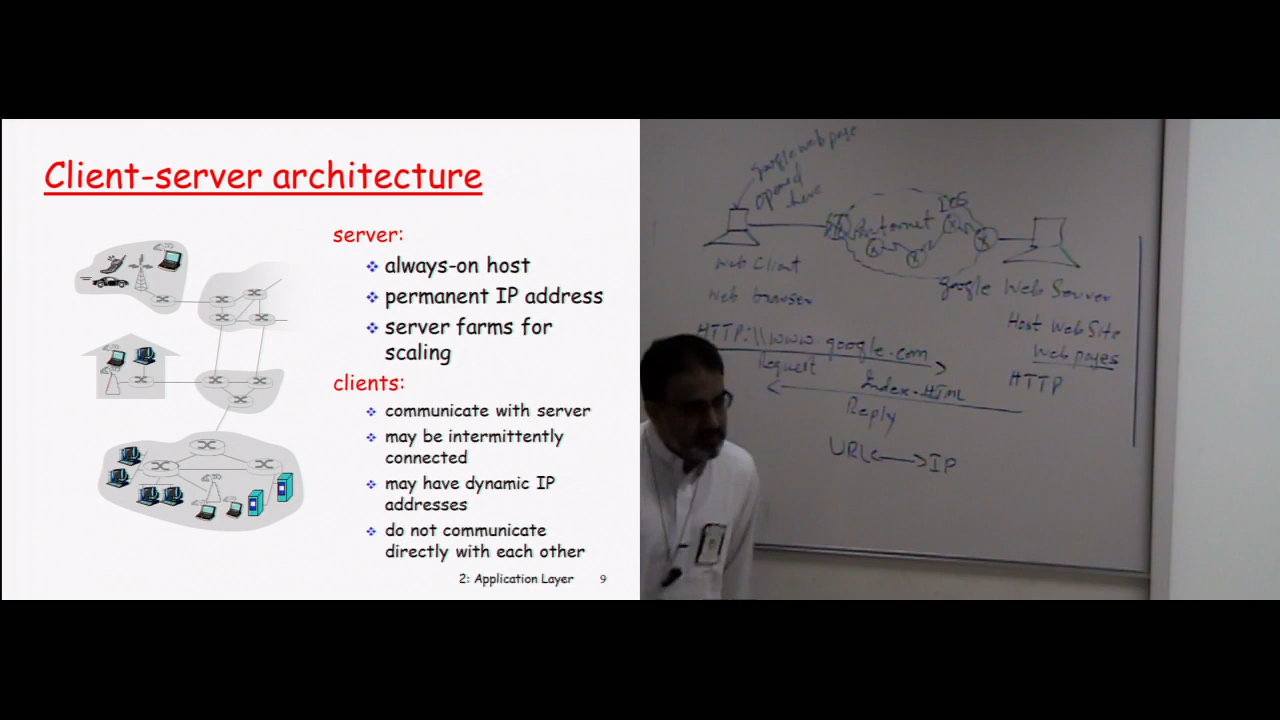 Client-server architecture
server:
always-on host
permanent IP address
server farms for
scaling
clients:
communicate with server
may be intermittently
connected
may have dynamic IP
addresses
do not communicate
directly with each other
2: Application Layer 9
google web page
opened
here
Internet
Web Client
Web browser
google Web Server
Host Web Site
Web pages
HTTP
HTTP:\\www.google.com
Request
Index.HTML
Reply
URL IP